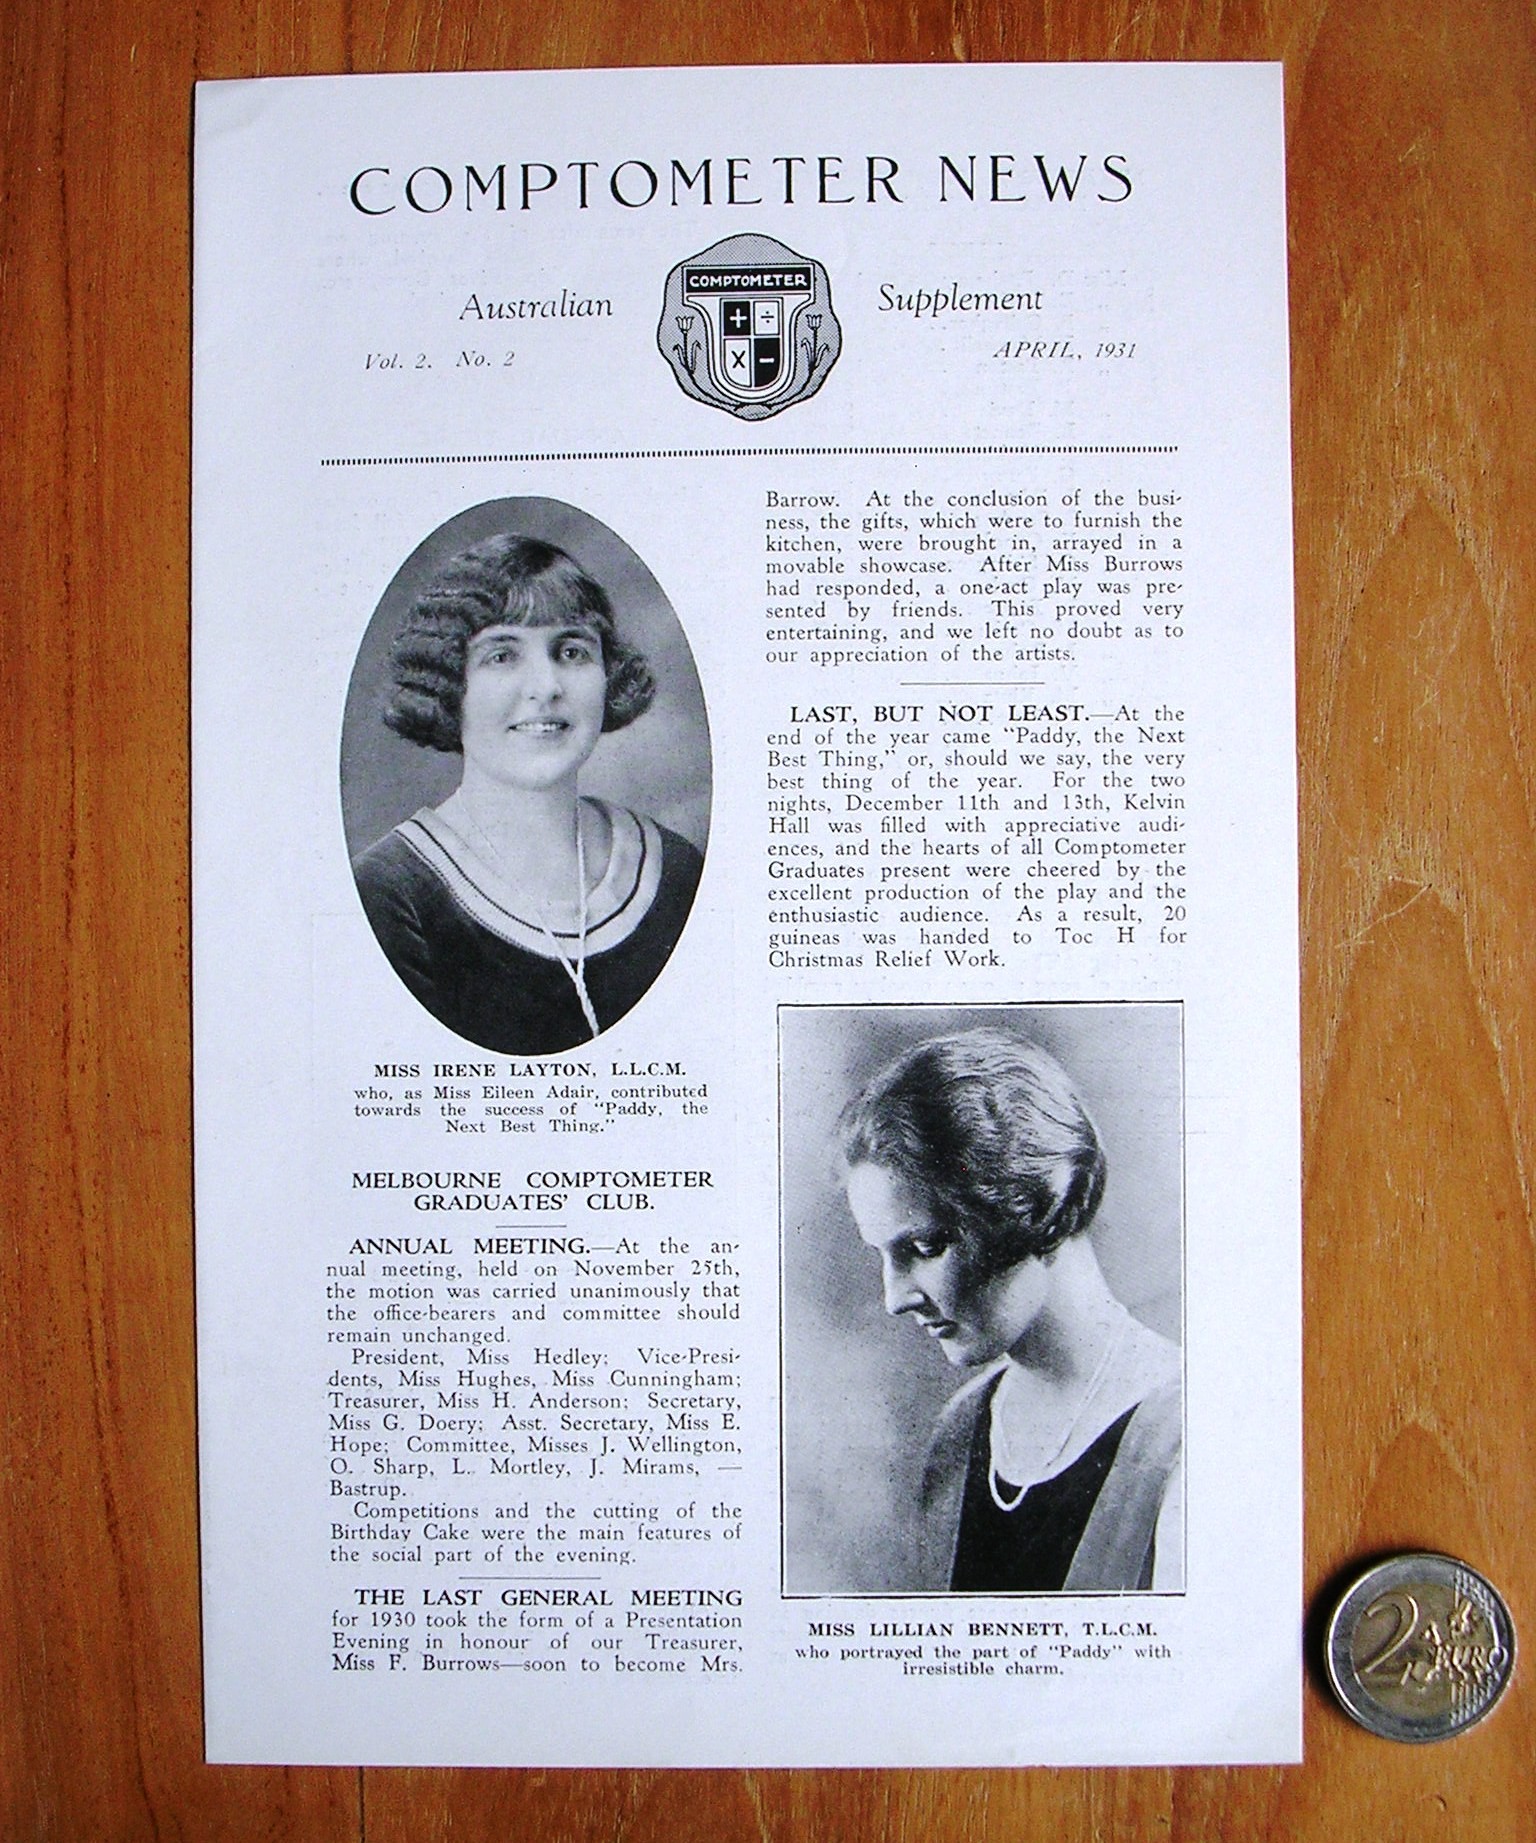 COMPTOMETER NEWS
Australian Supplement
COMPTOMETER
+ ÷
x −
Vol. 2. No. 2
APRIL, 1931
MISS IRENE LAYTON, L.L.C.M.
who, as Miss Eileen Adair, contributed
towards the success of "Paddy, the
Next Best Thing."
MELBOURNE COMPTOMETER
GRADUATES' CLUB.
ANNUAL MEETING.—At the an-
nual meeting, held on November 25th,
the motion was carried unanimously that
the office-bearers and committee should
remain unchanged.
President, Miss Hedley; Vice-Presi-
dents, Miss Hughes, Miss Cunningham;
Treasurer, Miss H. Anderson; Secretary,
Miss G. Doery; Asst. Secretary, Miss E.
Hope; Committee, Misses J. Wellington,
O. Sharp, L. Mortley, J. Mirams, —
Bastrup.
Competitions and the cutting of the
Birthday Cake were the main features of
the social part of the evening.
THE LAST GENERAL MEETING
for 1930 took the form of a Presentation
Evening in honour of our Treasurer,
Miss F. Burrows—soon to become Mrs.
Barrow. At the conclusion of the busi-
ness, the gifts, which were to furnish the
kitchen, were brought in, arrayed in a
movable showcase. After Miss Burrows
had responded, a one-act play was pre-
sented by friends. This proved very
entertaining, and we left no doubt as to
our appreciation of the artists.
LAST, BUT NOT LEAST.—At the
end of the year came "Paddy, the Next
Best Thing," or, should we say, the very
best thing of the year. For the two
nights, December 11th and 13th, Kelvin
Hall was filled with appreciative audi-
ences, and the hearts of all Comptometer
Graduates present were cheered by the
excellent production of the play and the
enthusiastic audience. As a result, 20
guineas was handed to Toc H for
Christmas Relief Work.
MISS LILLIAN BENNETT, T.L.C.M.
who portrayed the part of "Paddy" with
irresistible charm.
2 EURO